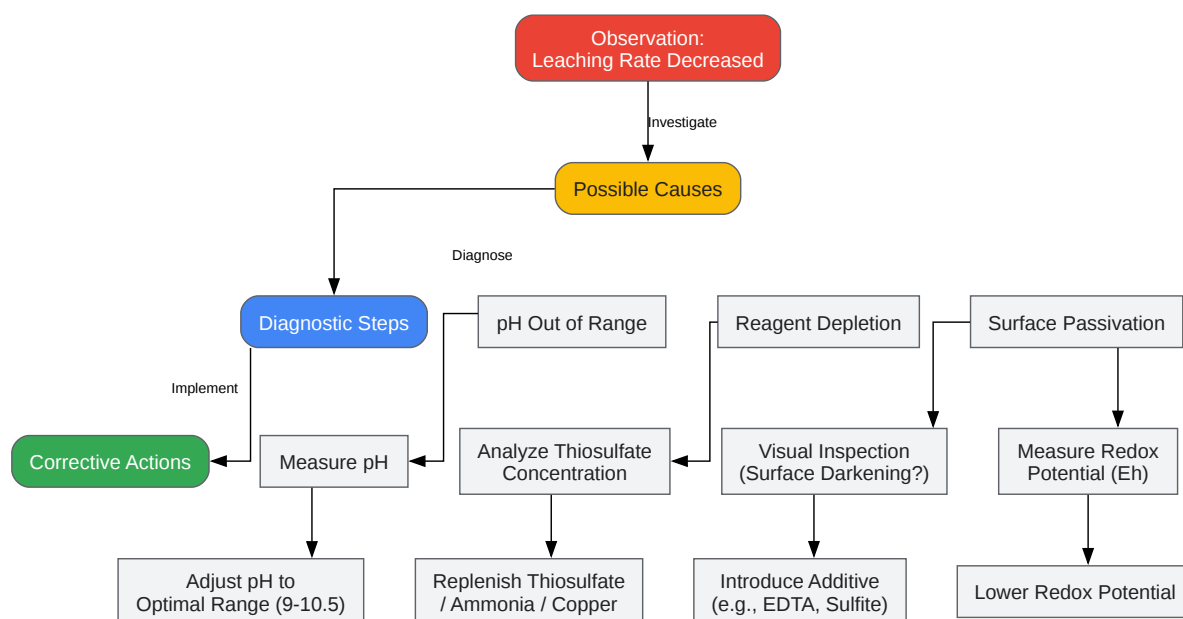 Observation:
Leaching Rate Decreased
Investigate
Possible Causes
Diagnose
Diagnostic Steps
pH Out of Range
Reagent Depletion
Surface Passivation
Implement
Corrective Actions
Measure pH
Analyze Thiosulfate
Concentration
Visual Inspection
(Surface Darkening?)
Measure Redox
Potential (Eh)
Adjust pH to
Optimal Range (9-10.5)
Replenish Thiosulfate
/ Ammonia / Copper
Introduce Additive
(e.g., EDTA, Sulfite)
Lower Redox Potential